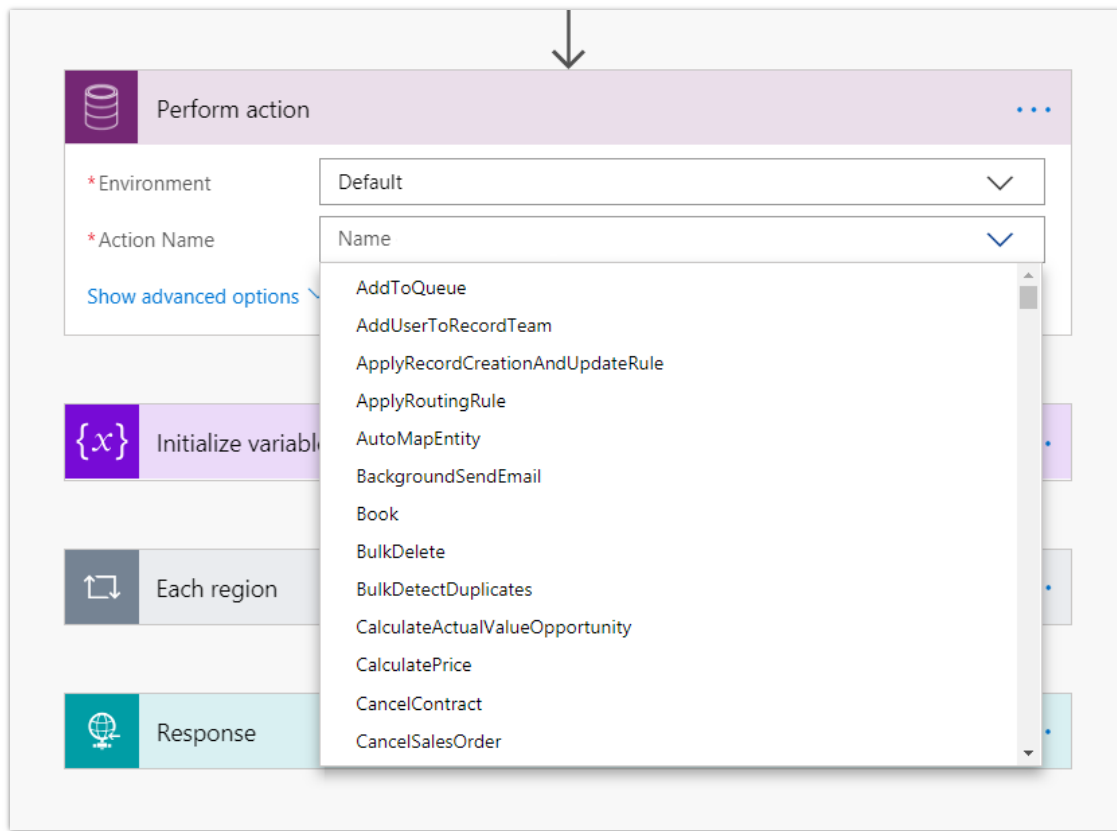 Perform action
*Environment
Default
*Action Name
Name
Show advanced options
AddToQueue
AddUserToRecordTeam
ApplyRecordCreationAndUpdateRule
ApplyRoutingRule
AutoMapEntity
BackgroundSendEmail
Book
BulkDelete
BulkDetectDuplicates
CalculateActualValueOpportunity
CalculatePrice
CancelContract
CancelSalesOrder
{x} Initialize variabl
Each region
Response